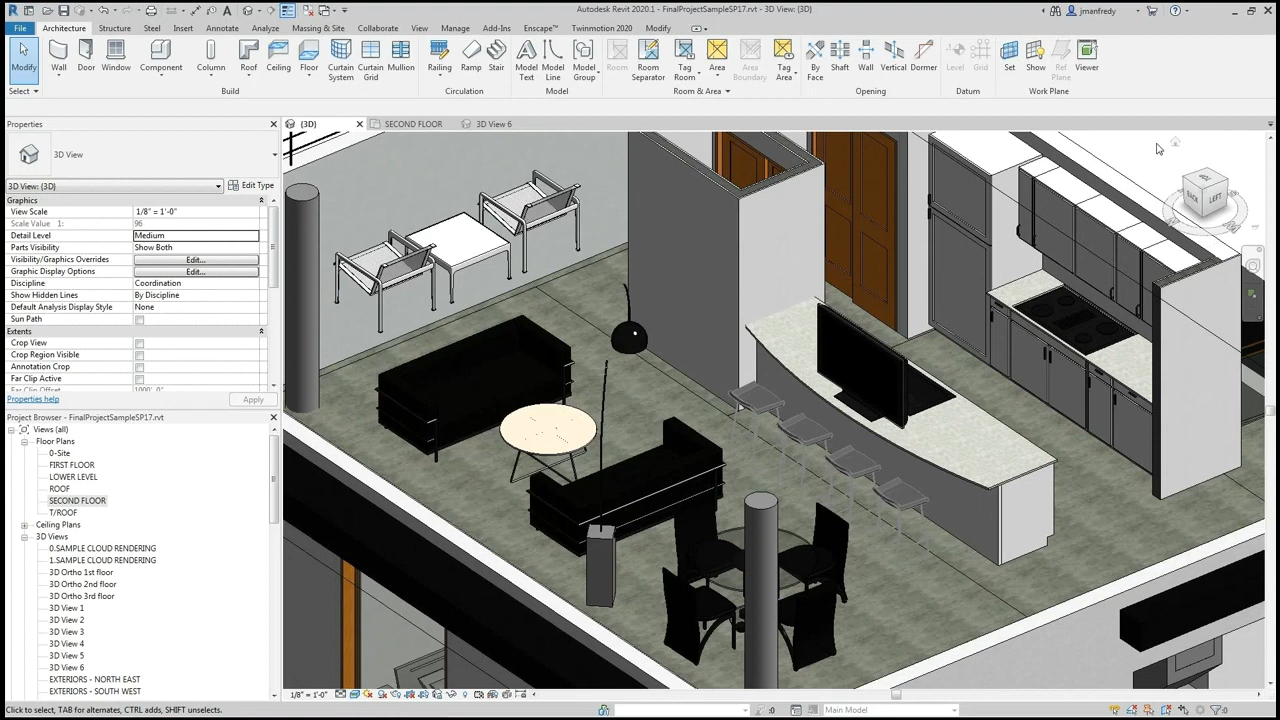 Autodesk Revit 2020.1 - FinalProjectSampleSP17.rvt - 3D View: {3D}
jmanfredy
File Architecture Structure Steel Insert Annotate Analyze Massing & Site Collaborate View Manage Add-Ins Enscape™ Twinmotion 2020 Modify
Modify Wall Door Window Component Column Roof Ceiling Floor Curtain System Curtain Grid Mullion Railing Ramp Stair Model Text Model Line Model Group Room Room Separator Tag Room Area Area Boundary Tag Area By Face Shaft Wall Vertical Dormer Level Grid Set Show Ref Plane Viewer
Select Build Circulation Model Room & Area Opening Datum Work Plane
Properties
{3D} SECOND FLOOR 3D View 6
3D View
3D View: {3D} Edit Type
Graphics
View Scale 1/8" = 1'-0"
Scale Value 1: 96
Detail Level Medium
Parts Visibility Show Both
Visibility/Graphics Overrides Edit...
Graphic Display Options Edit...
Discipline Coordination
Show Hidden Lines By Discipline
Default Analysis Display Style None
Sun Path
Extents
Crop View
Crop Region Visible
Annotation Crop
Far Clip Active
Far Clip Offset 1000' 0"
Properties help Apply
Project Browser - FinalProjectSampleSP17.rvt
Views (all)
Floor Plans
0-Site
FIRST FLOOR
LOWER LEVEL
ROOF
SECOND FLOOR
T/ROOF
Ceiling Plans
3D Views
0.SAMPLE CLOUD RENDERING
1.SAMPLE CLOUD RENDERING
3D Ortho 1st floor
3D Ortho 2nd floor
3D Ortho 3rd floor
3D View 1
3D View 2
3D View 3
3D View 4
3D View 5
3D View 6
EXTERIORS - NORTH EAST
EXTERIORS - SOUTH WEST
BACK LEFT
1/8" = 1'-0"
Click to select, TAB for alternates, CTRL adds, SHIFT unselects. :0 Main Model :0